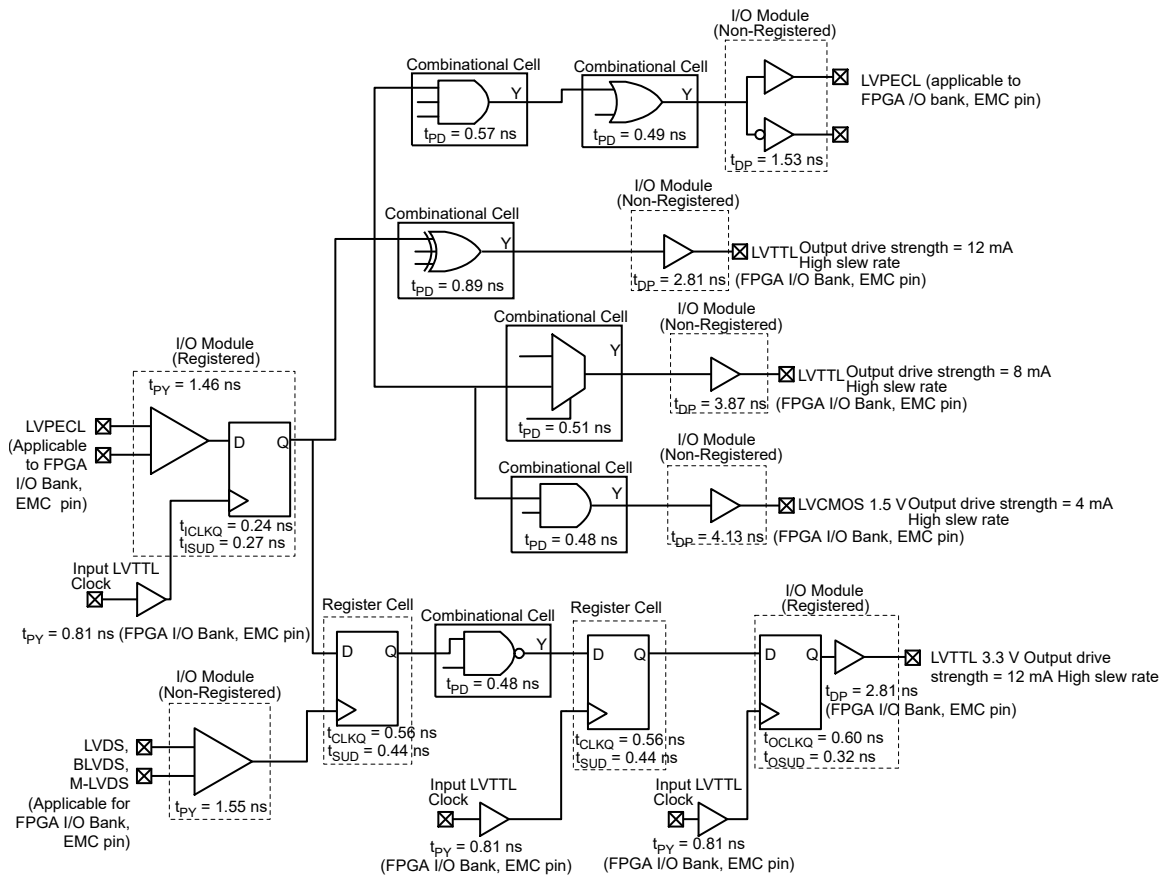 I/O Module
(Non-Registered)
Combinational Cell
Y
tPD = 0.57 ns
Combinational Cell
Y
tPD = 0.49 ns
tDP = 1.53 ns
LVPECL (applicable to
FPGA /O bank, EMC pin)
I/O Module
(Non-Registered)
Combinational Cell
Y
tPD = 0.89 ns
tDP = 2.81 ns
LVTTL Output drive strength = 12 mA
High slew rate
(FPGA I/O Bank, EMC pin)
I/O Module
(Non-Registered)
Combinational Cell
Y
tPD = 0.51 ns
tDP = 3.87 ns
LVTTL Output drive strength = 8 mA
High slew rate
(FPGA I/O Bank, EMC pin)
I/O Module
(Non-Registered)
Combinational Cell
Y
tPD = 0.48 ns
tDP = 4.13 ns
LVCMOS 1.5 V Output drive strength = 4 mA
High slew rate
(FPGA I/O Bank, EMC pin)
I/O Module
(Registered)
tPY = 1.46 ns
LVPECL
(Applicable
to FPGA
I/O Bank,
EMC pin)
D Q
tICLKQ = 0.24 ns
tISUD = 0.27 ns
Input LVTTL
Clock
tPY = 0.81 ns (FPGA I/O Bank, EMC pin)
Register Cell
D Q
tCLKQ = 0.56 ns
tSUD = 0.44 ns
Combinational Cell
Y
tPD = 0.48 ns
Register Cell
D Q
tCLKQ = 0.56 ns
tSUD = 0.44 ns
I/O Module
(Registered)
D Q
tDP = 2.81 ns
(FPGA I/O Bank, EMC pin)
tOCLKQ = 0.60 ns
tOSUD = 0.32 ns
LVTTL 3.3 V Output drive
strength = 12 mA High slew rate
I/O Module
(Non-Registered)
LVDS,
BLVDS,
M-LVDS
(Applicable for
FPGA I/O Bank,
EMC pin)
tPY = 1.55 ns
Input LVTTL
Clock
tPY = 0.81 ns
(FPGA I/O Bank, EMC pin)
Input LVTTL
Clock
tPY = 0.81 ns
(FPGA I/O Bank, EMC pin)